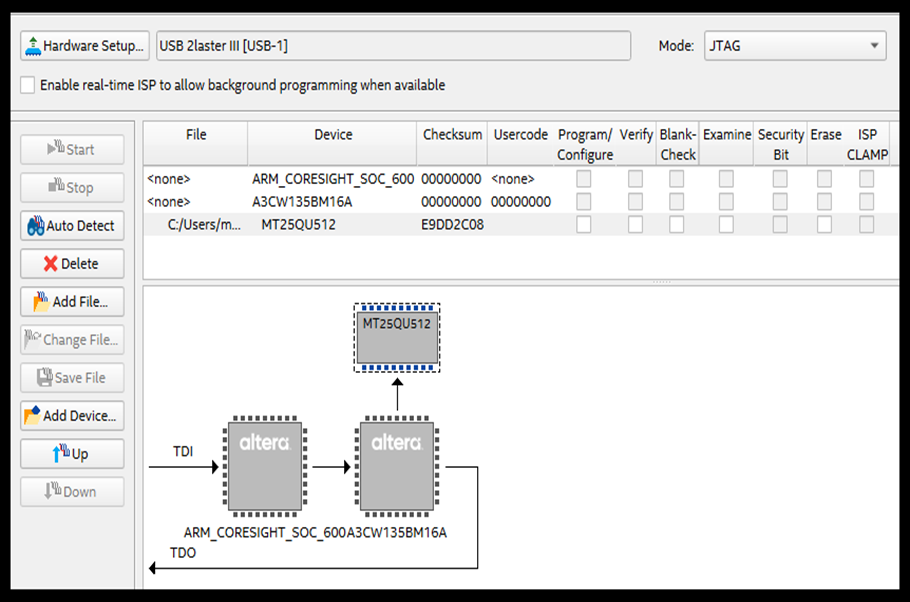 Hardware Setup... USB 2laster III [USB-1] Mode: JTAG
Enable real-time ISP to allow background programming when available
Start
Stop
Auto Detect
Delete
Add File...
Change File...
Save File
Add Device...
Up
Down
File Device Checksum Usercode Program/ Configure Verify Blank- Check Examine Security Bit Erase ISP CLAMP
<none> ARM_CORESIGHT_SOC_600 00000000 <none>
<none> A3CW135BM16A 00000000 00000000
C:/Users/m... MT25QU512 E9DD2C08
MT25QU512
altera altera
TDI
ARM_CORESIGHT_SOC_600 A3CW135BM16A
TDO